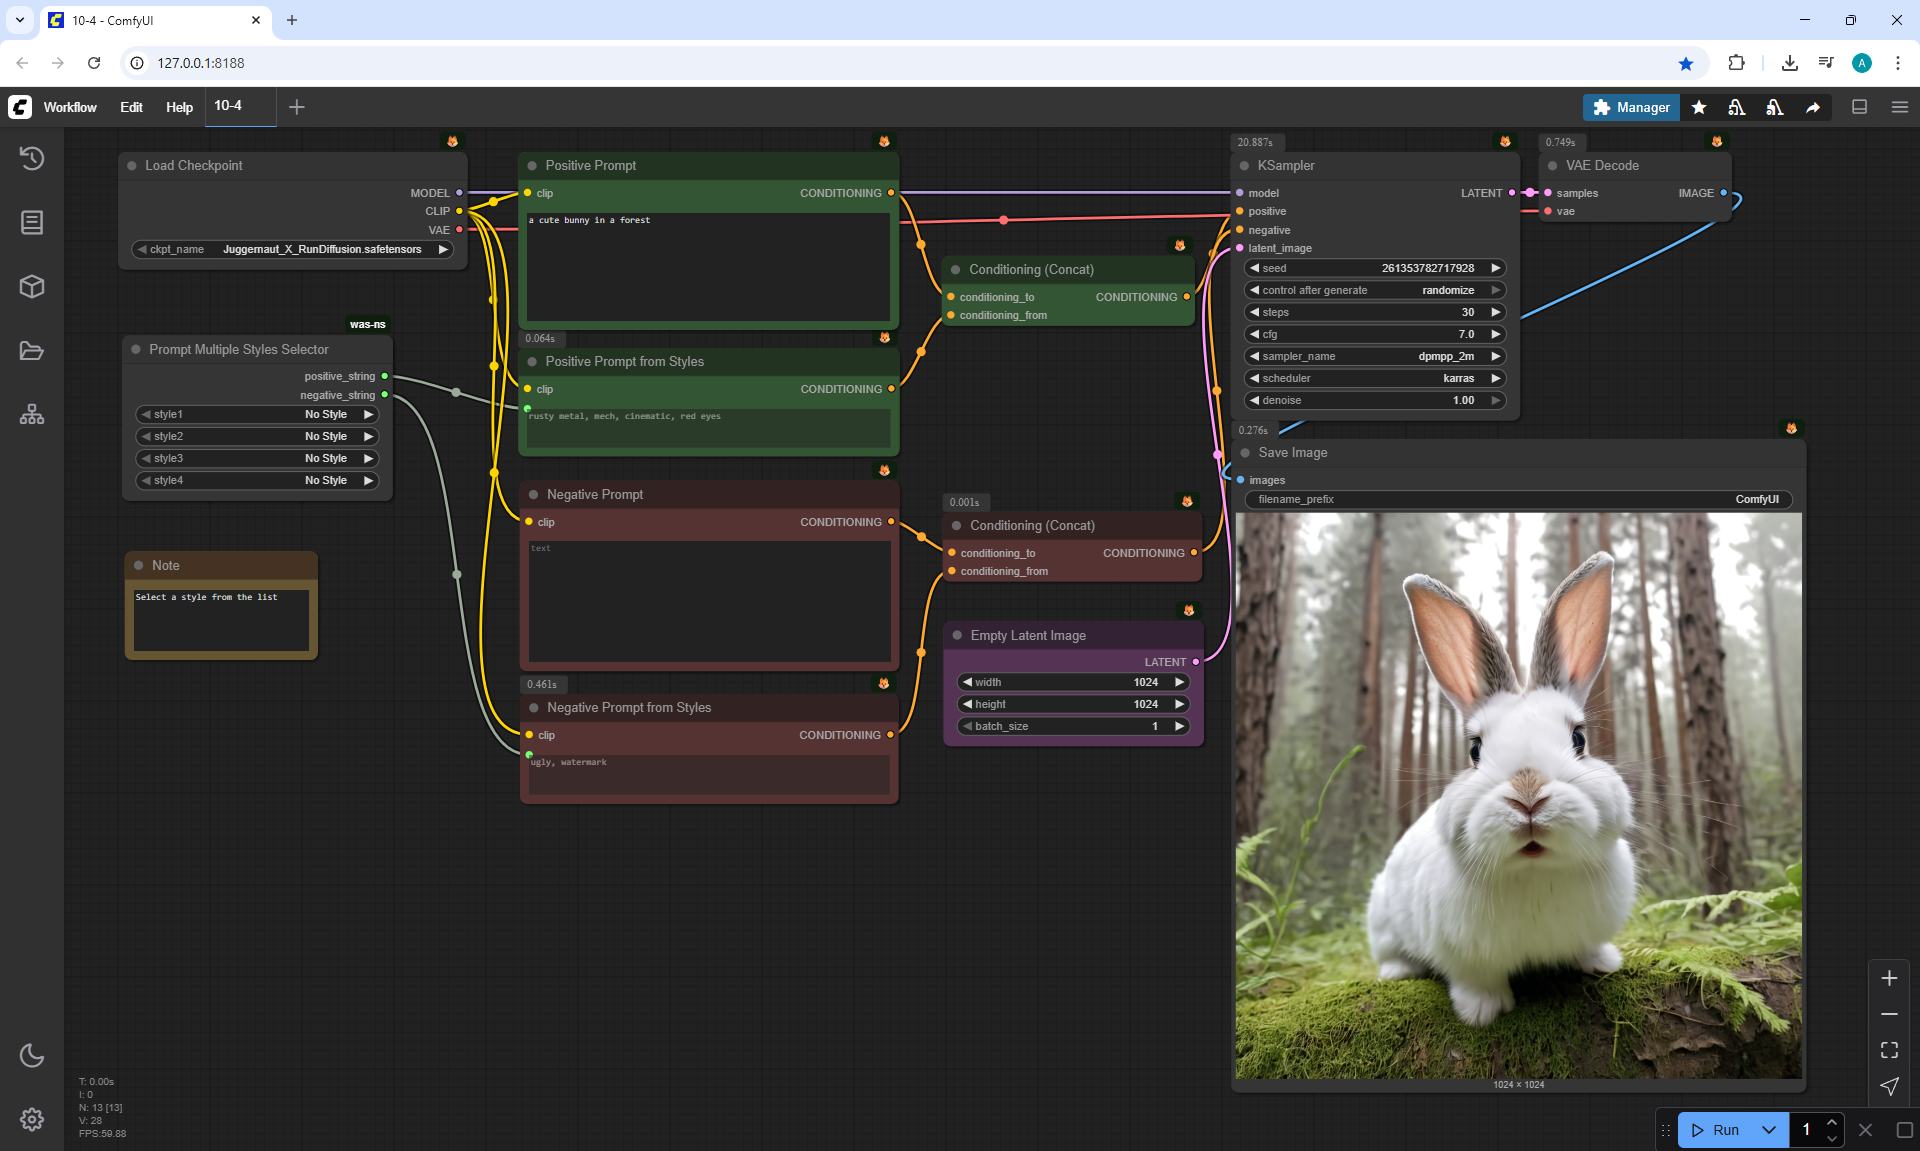 10-4 - ComfyUI
127.0.0.1:8188
A
Workflow
Edit
Help
10-4
Manager
Load Checkpoint
MODEL
CLIP
VAE
ckpt_name
Juggernaut_X_RunDiffusion.safetensors
was-ns
Prompt Multiple Styles Selector
positive_string
negative_string
style1
No Style
style2
No Style
style3
No Style
style4
No Style
Note
Select a style from the list
Positive Prompt
clip
CONDITIONING
a cute bunny in a forest
0.064s
Positive Prompt from Styles
clip
CONDITIONING
rusty metal, mech, cinematic, red eyes
Negative Prompt
clip
CONDITIONING
text
0.461s
Negative Prompt from Styles
clip
CONDITIONING
ugly, watermark
Conditioning (Concat)
conditioning_to
CONDITIONING
conditioning_from
0.001s
Conditioning (Concat)
conditioning_to
CONDITIONING
conditioning_from
Empty Latent Image
LATENT
width
1024
height
1024
batch_size
1
20.887s
KSampler
model
LATENT
positive
negative
latent_image
seed
261353782717928
control after generate
randomize
steps
30
cfg
7.0
sampler_name
dpmpp_2m
scheduler
karras
denoise
1.00
0.749s
VAE Decode
samples
IMAGE
vae
0.276s
Save Image
images
filename_prefix
ComfyUI
1024 × 1024
T: 0.00s
I: 0
N: 13 [13]
V: 28
FPS:59.88
Run
1